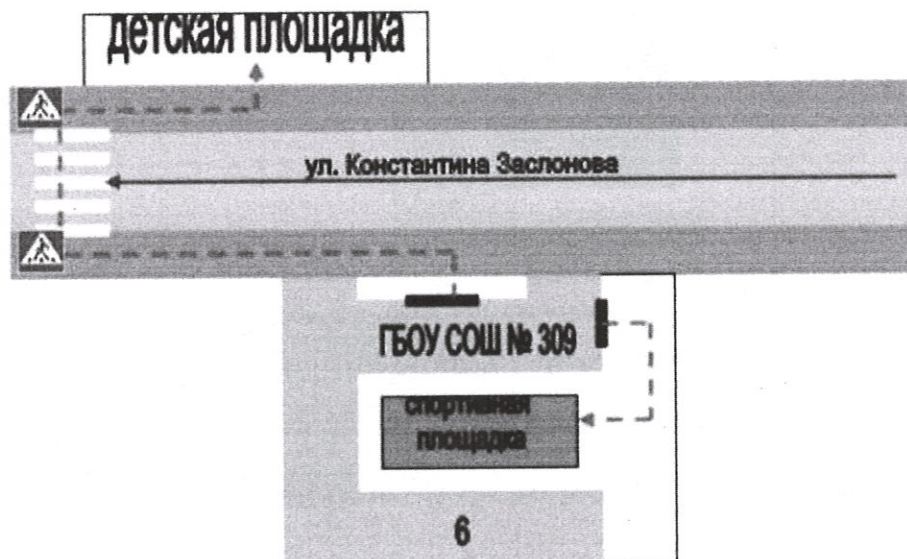 детская площадка
ул. Константина Заслонова
ГБОУ СОШ № 309
спортивная
площадка
6